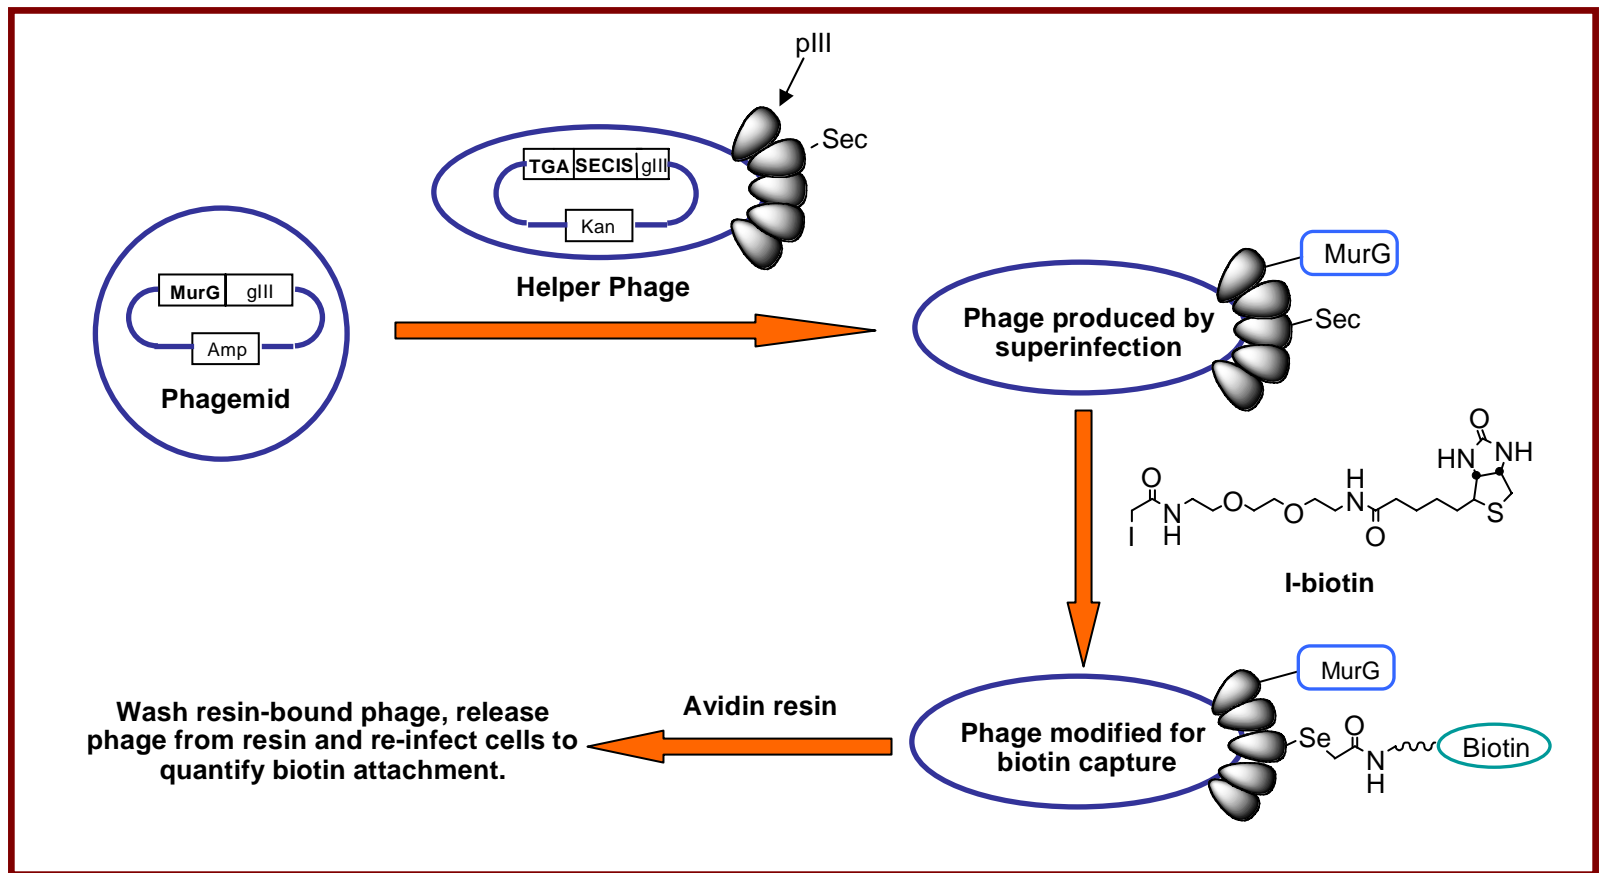 pIII
Sec
TGA SECIS gIII
Kan
Helper Phage
MurG gIII
Amp
Phagemid
MurG
Phage produced by
superinfection
Sec
O
HN NH
S
O
N
H
O
O
H
N
O
I
I-biotin
MurG
Phage modified for
biotin capture
Se
O
N
H
Biotin
Avidin resin
Wash resin-bound phage, release
phage from resin and re-infect cells to
quantify biotin attachment.